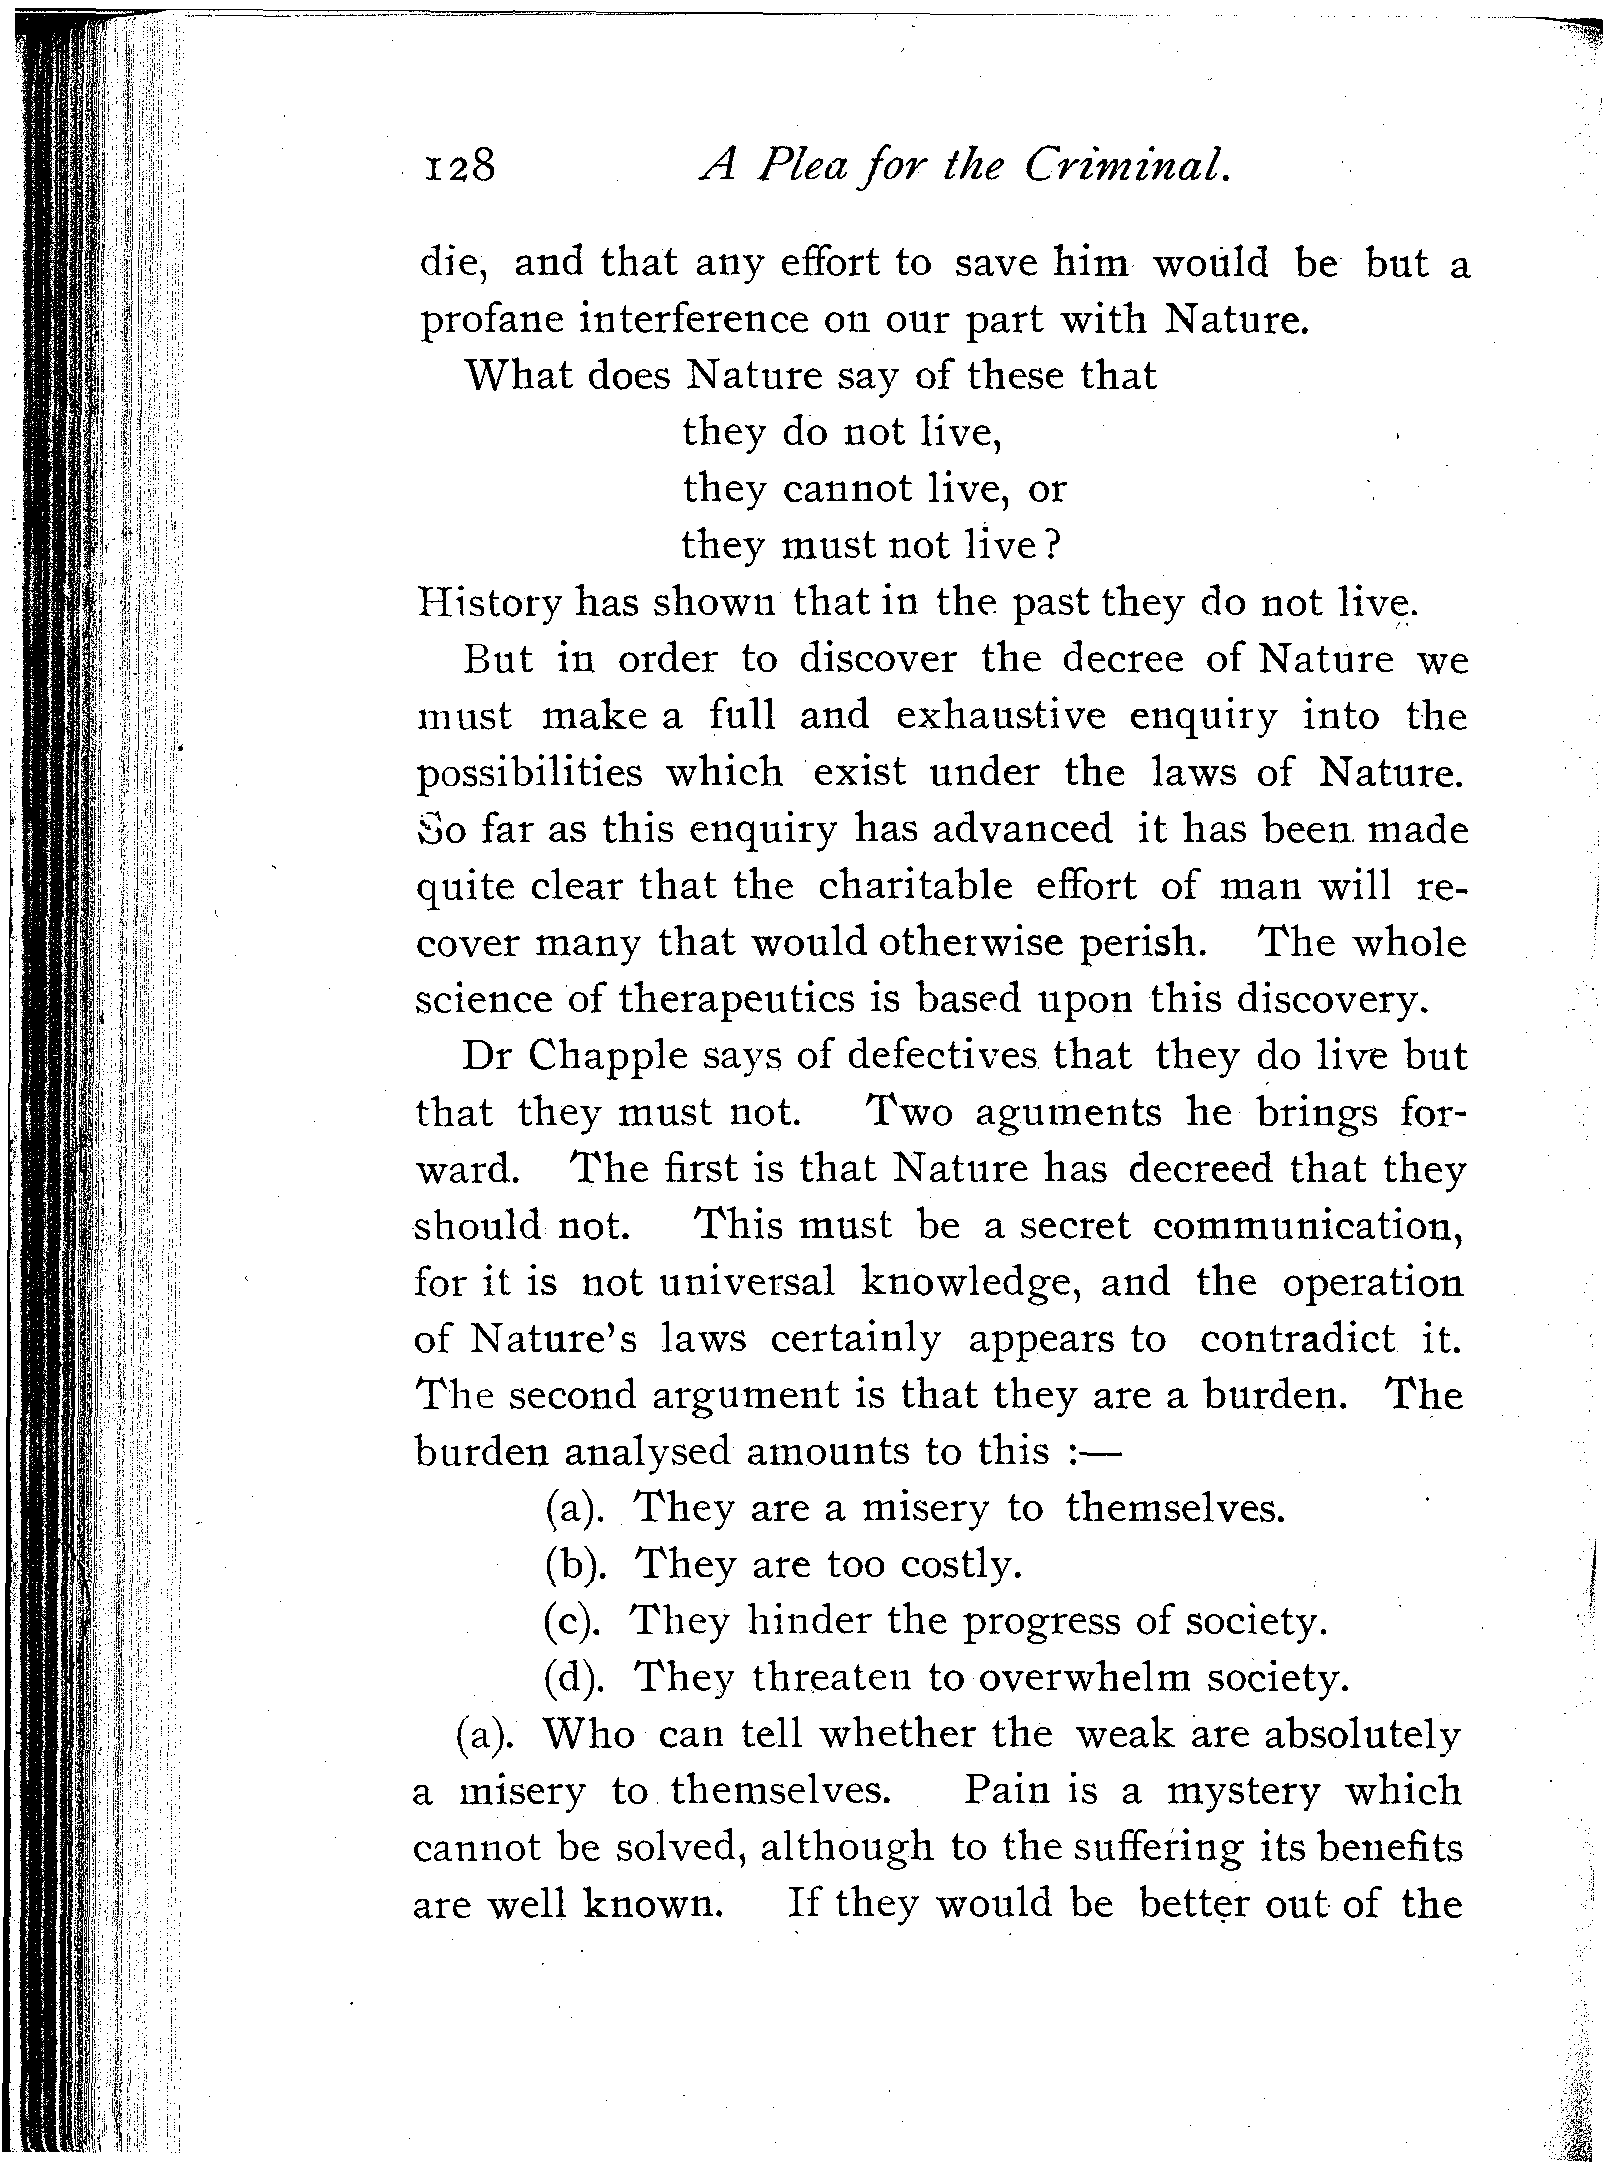 128 A Plea for the Criminal.
die, and that any effort to save him would be but a
profane interference on our part with Nature.
What does Nature say of these that
they do not live,
they cannot live, or
they must not live?
History has shown that in the past they do not live.
But in order to discover the decree of Nature we
must make a full and exhaustive enquiry into the
possibilities which exist under the laws of Nature.
So far as this enquiry has advanced it has been made
quite clear that the charitable effort of man will re-
cover many that would otherwise perish. The whole
science of therapeutics is based upon this discovery.
Dr Chapple says of defectives that they do live but
that they must not. Two aguments he brings for-
ward. The first is that Nature has decreed that they
should not. This must be a secret communication,
for it is not universal knowledge, and the operation
of Nature's laws certainly appears to contradict it.
The second argument is that they are a burden. The
burden analysed amounts to this :—
(a). They are a misery to themselves.
(b). They are too costly.
(c). They hinder the progress of society.
(d). They threaten to overwhelm society.
(a). Who can tell whether the weak are absolutely
a misery to themselves. Pain is a mystery which
cannot be solved, although to the suffering its benefits
are well known. If they would be better out of the